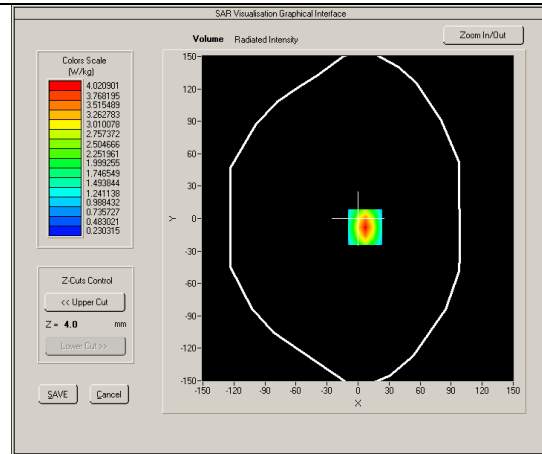 SAR Visualisation Graphical Interface
Volume Radiated Intensity
Zoom In/Out
Colors Scale
(W/kg)
4.020901
3.768195
3.515489
3.262783
3.010078
2.757372
2.504666
2.251961
1.999255
1.746549
1.493844
1.241138
0.988432
0.735727
0.483021
0.230315
Z-Cuts Control
<< Upper Cut
Z = 4.0 mm
Lower Cut >>
SAVE
Cancel
150-
120-
90-
60-
30-
0-
-30-
-60-
-90-
-120-
-150-
Y
-150 -120 -90 -60 -30 0 30 60 90 120 150
X